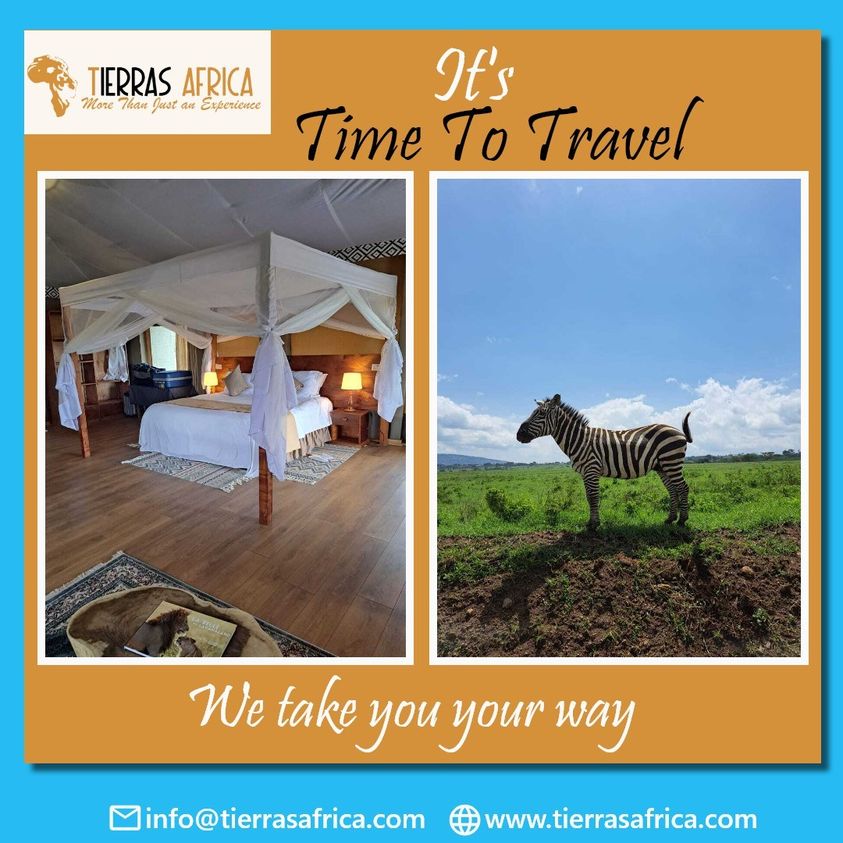 TIERRAS AFRICA
More Than Just an Experience
It's
Time To Travel
We take you your way
info@tierrasafrica.com www.tierrasafrica.com